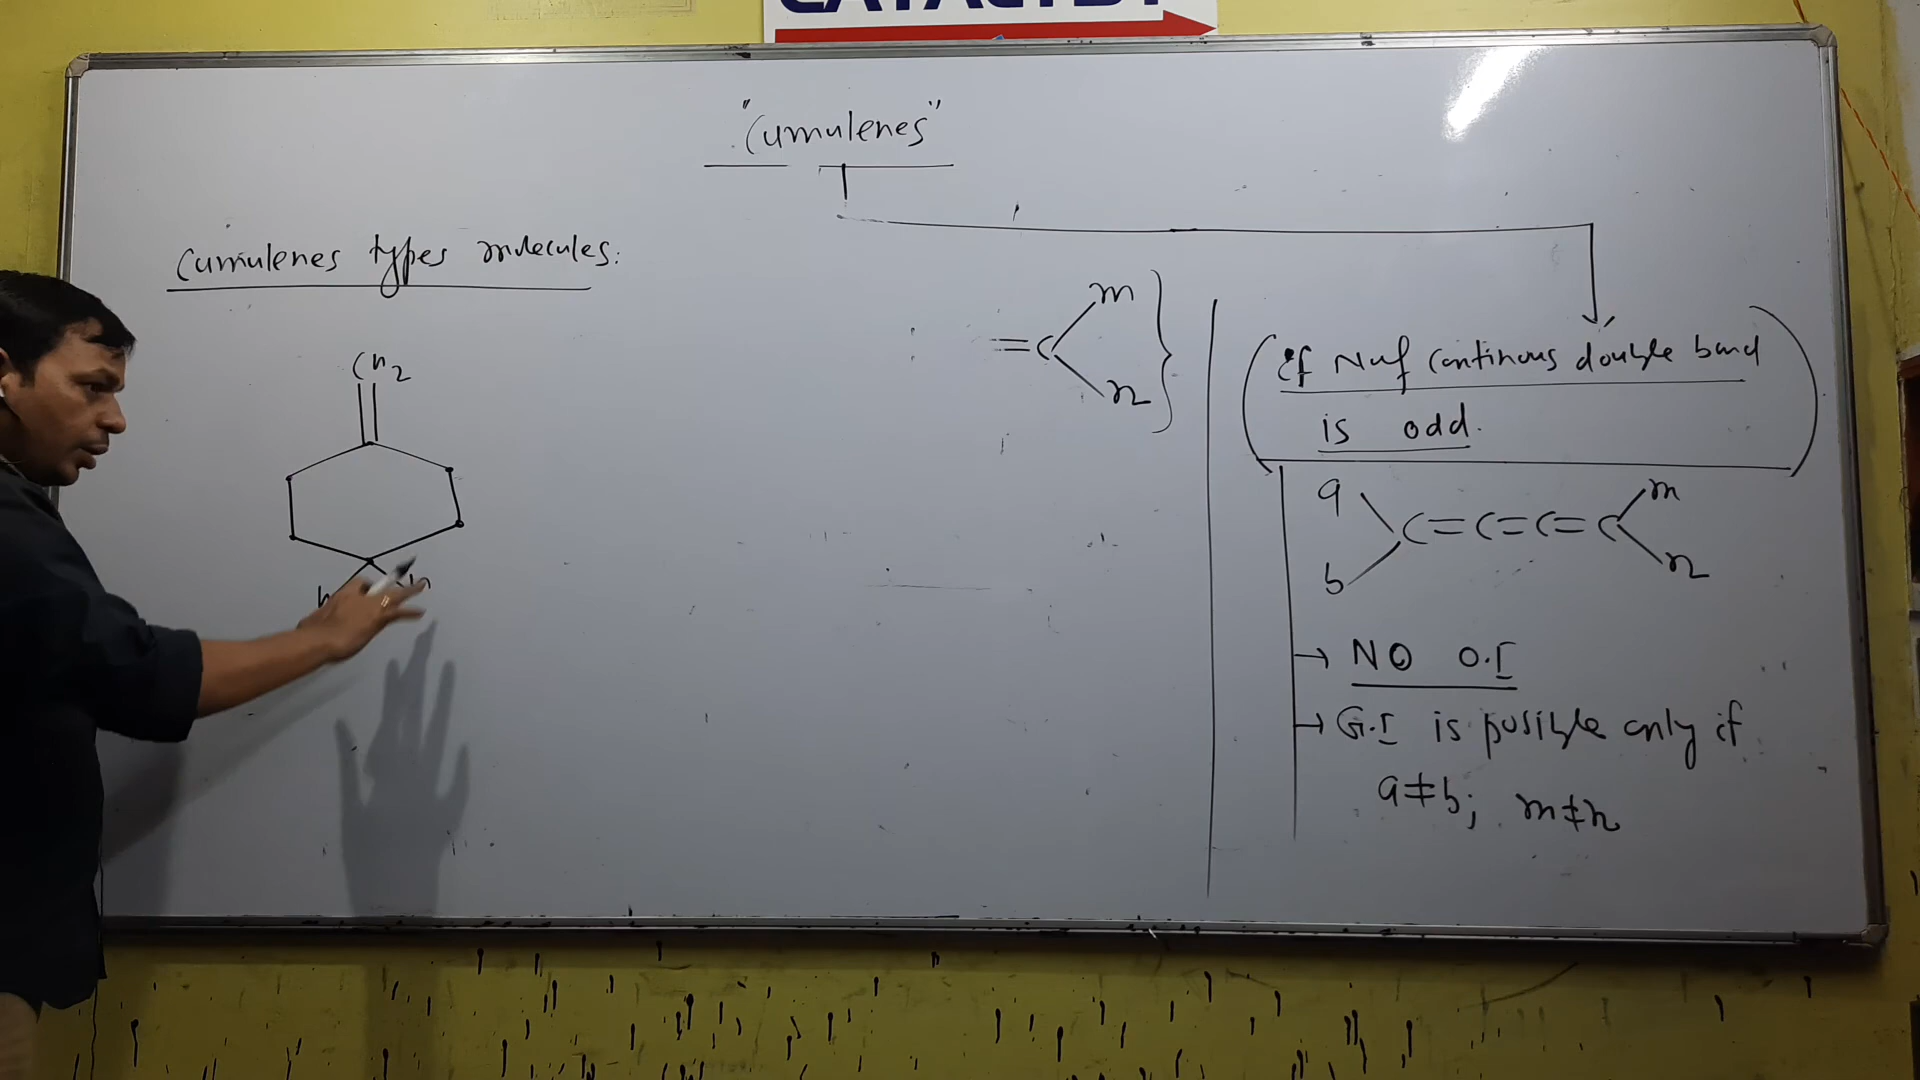 "Cumulenes"
Cumulenes types molecules:
CH2
H
=C
m
n
if No. of continous double bond
is odd.
a
b
C=C=C=C
m
n
→ NO O.I
→ G.I is possible only if
a≠b; m≠n